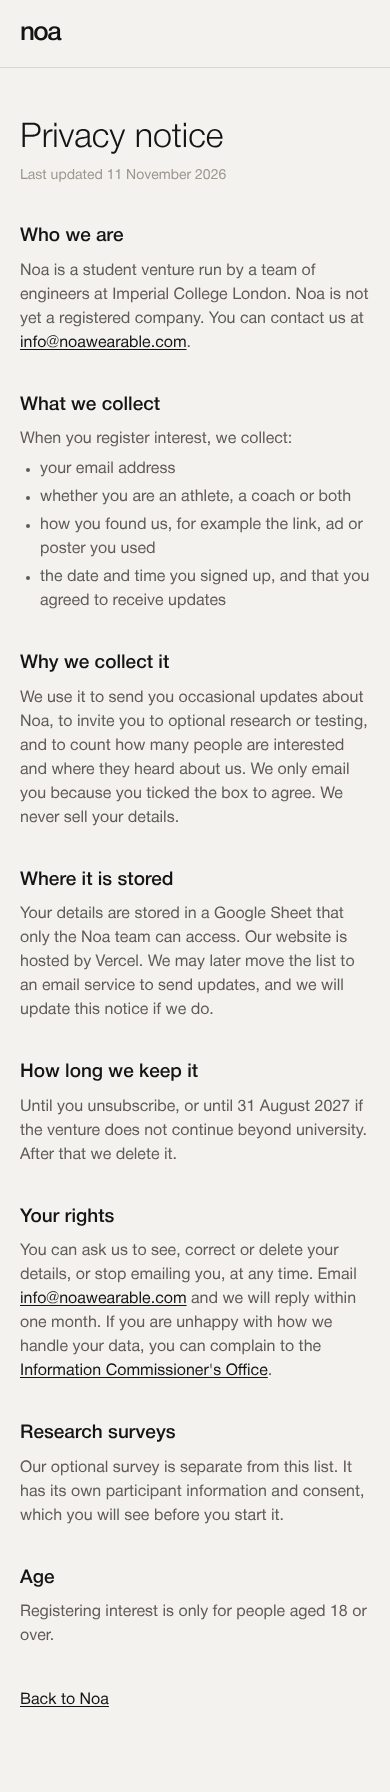 noa
Privacy notice
Last updated 11 November 2026
Who we are
Noa is a student venture run by a team of
engineers at Imperial College London. Noa is not
yet a registered company. You can contact us at
info@noawearable.com.
What we collect
When you register interest, we collect:
• your email address
• whether you are an athlete, a coach or both
• how you found us, for example the link, ad or
poster you used
• the date and time you signed up, and that you
agreed to receive updates
Why we collect it
We use it to send you occasional updates about
Noa, to invite you to optional research or testing,
and to count how many people are interested
and where they heard about us. We only email
you because you ticked the box to agree. We
never sell your details.
Where it is stored
Your details are stored in a Google Sheet that
only the Noa team can access. Our website is
hosted by Vercel. We may later move the list to
an email service to send updates, and we will
update this notice if we do.
How long we keep it
Until you unsubscribe, or until 31 August 2027 if
the venture does not continue beyond university.
After that we delete it.
Your rights
You can ask us to see, correct or delete your
details, or stop emailing you, at any time. Email
info@noawearable.com and we will reply within
one month. If you are unhappy with how we
handle your data, you can complain to the
Information Commissioner's Office.
Research surveys
Our optional survey is separate from this list. It
has its own participant information and consent,
which you will see before you start it.
Age
Registering interest is only for people aged 18 or
over.
Back to Noa